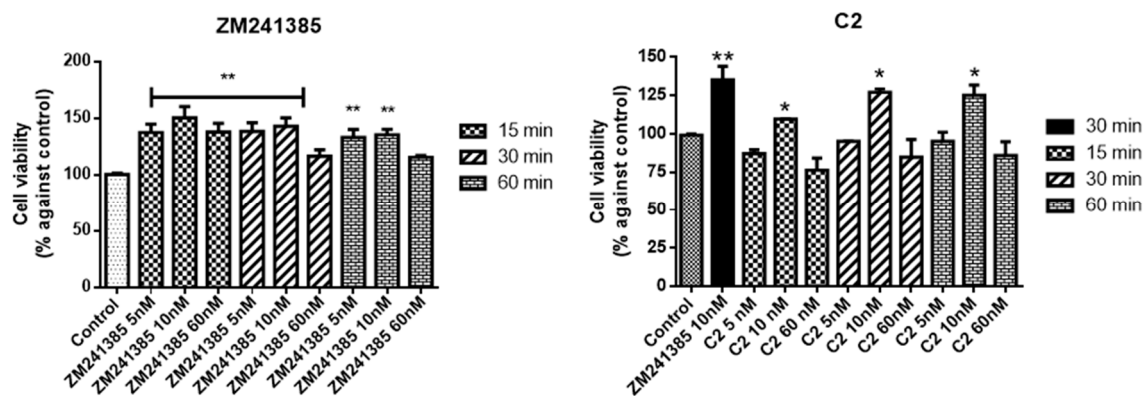 ZM241385
200
150
100
50
0
Cell viability
(% against control)
**
**
**
Control
ZM241385 5nM
ZM241385 10nM
ZM241385 60nM
ZM241385 5nM
ZM241385 10nM
ZM241385 60nM
ZM241385 5nM
ZM241385 10nM
ZM241385 60nM
15 min
30 min
60 min
C2
150
125
100
75
50
25
0
Cell viability
(% against control)
**
*
*
*
Control
ZM241385 10nM
C2 5 nM
C2 10 nM
C2 60 nM
C2 5nM
C2 10nM
C2 60nM
C2 5nM
C2 10nM
C2 60nM
30 min
15 min
30 min
60 min